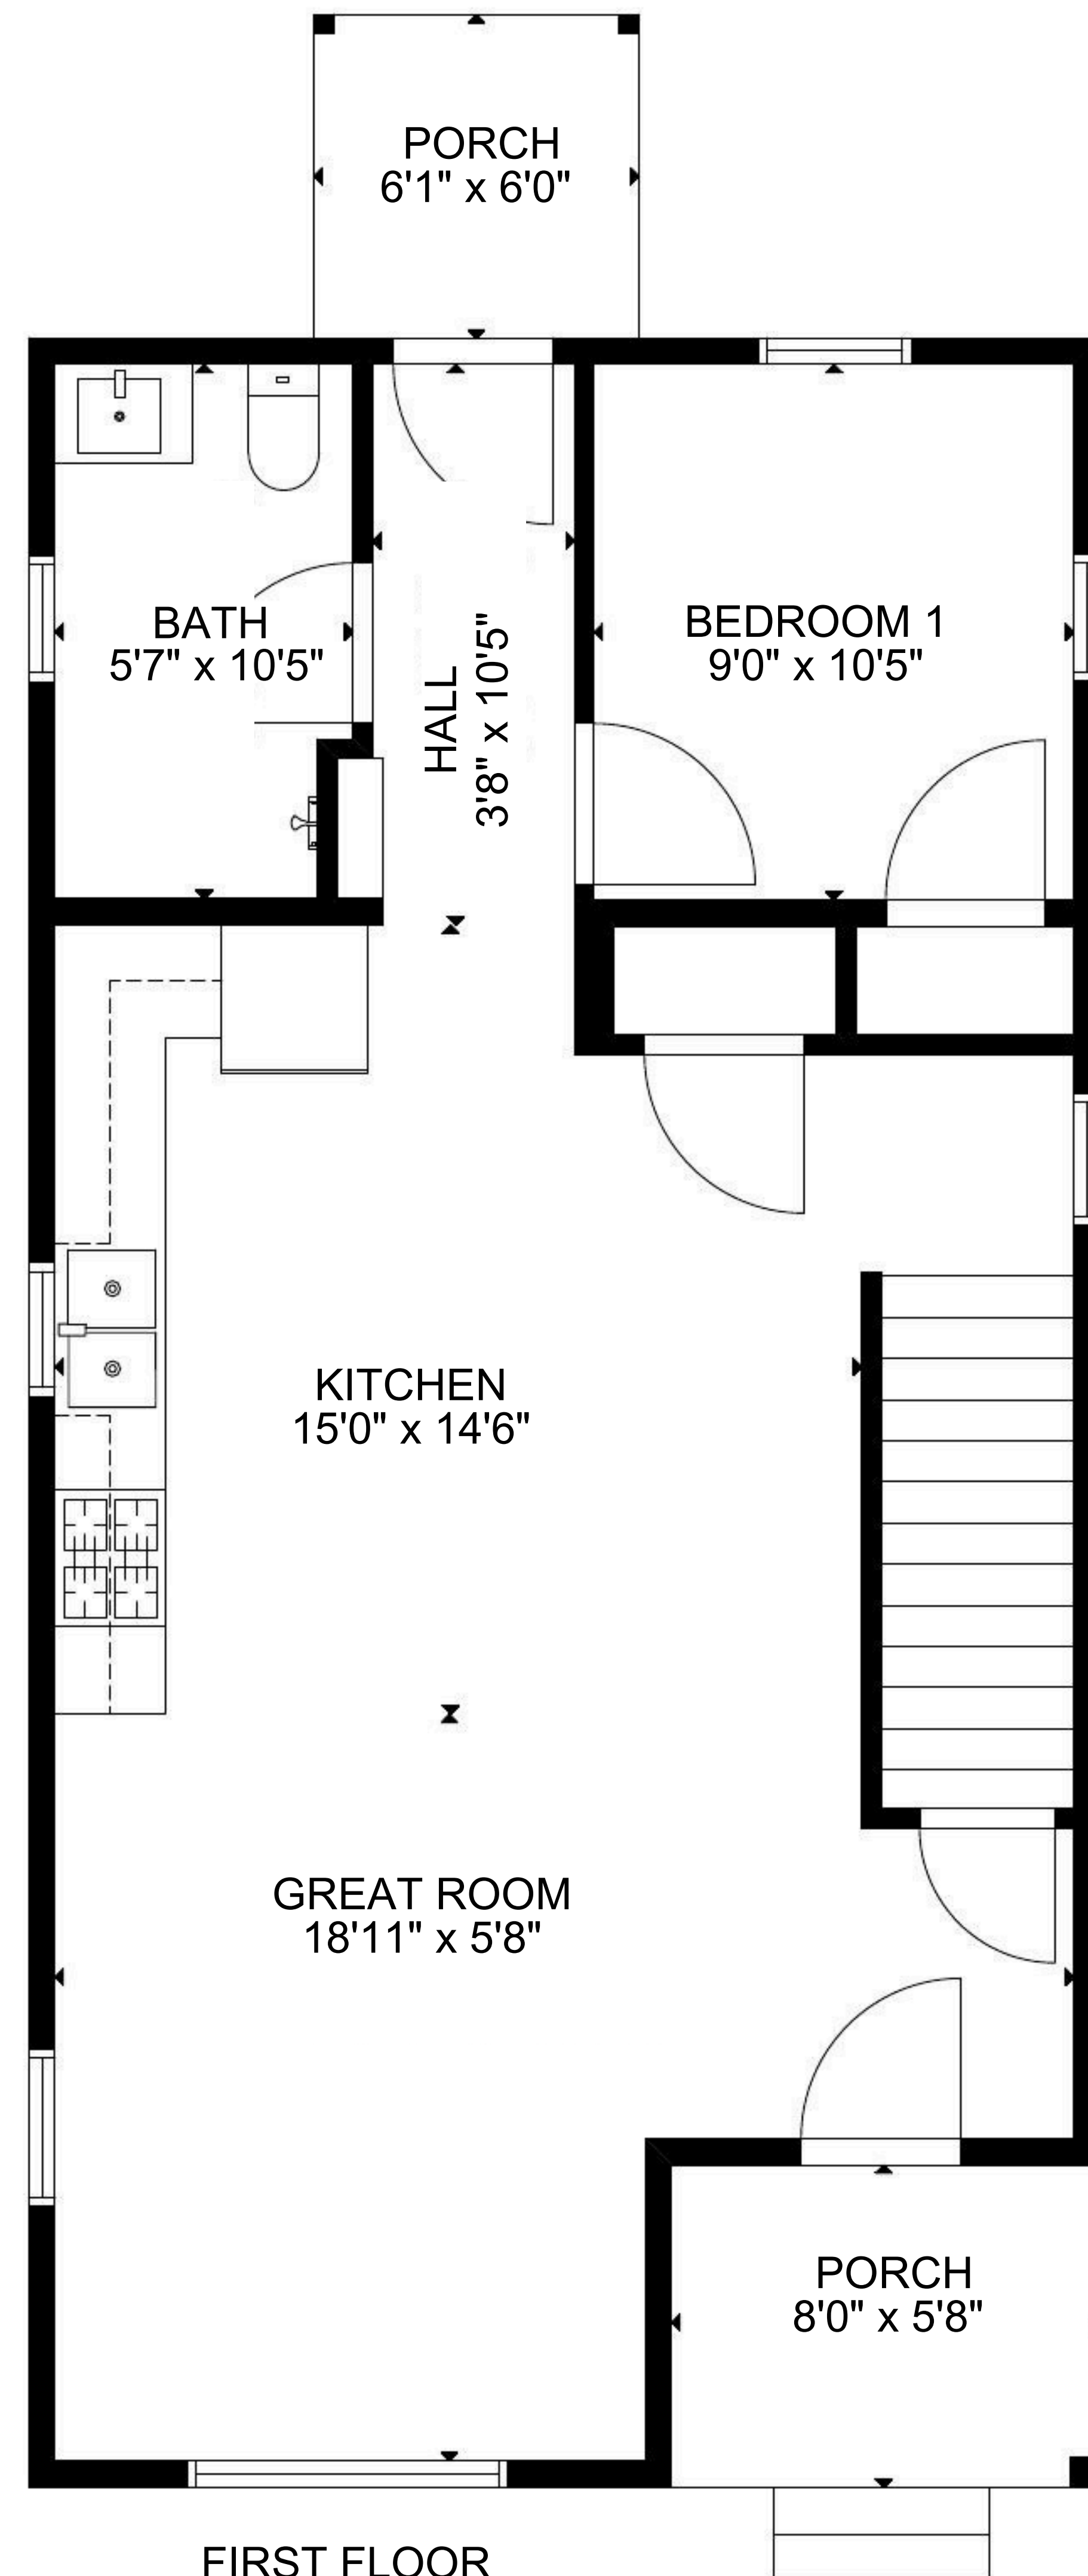 PORCH
6'1" x 6'0"
BATH
5'7" x 10'5"
HALL
3'8" x 10'5"
BEDROOM 1
9'0" x 10'5"
KITCHEN
15'0" x 14'6"
GREAT ROOM
18'11" x 5'8"
PORCH
8'0" x 5'8"
FIRST FLOOR